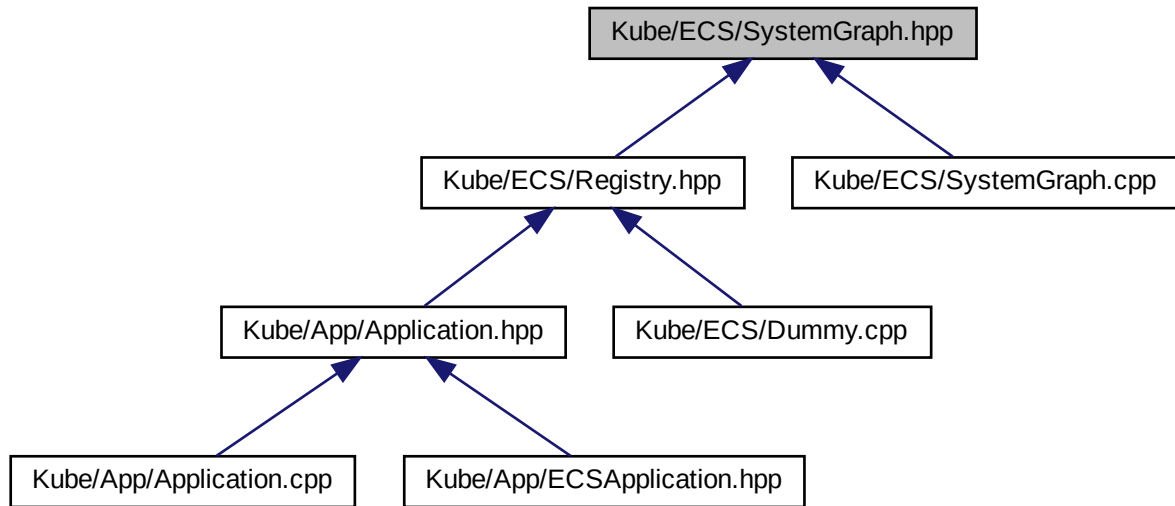 Kube/ECS/SystemGraph.hpp
Kube/ECS/Registry.hpp
Kube/ECS/SystemGraph.cpp
Kube/App/Application.hpp
Kube/ECS/Dummy.cpp
Kube/App/Application.cpp
Kube/App/ECSApplication.hpp